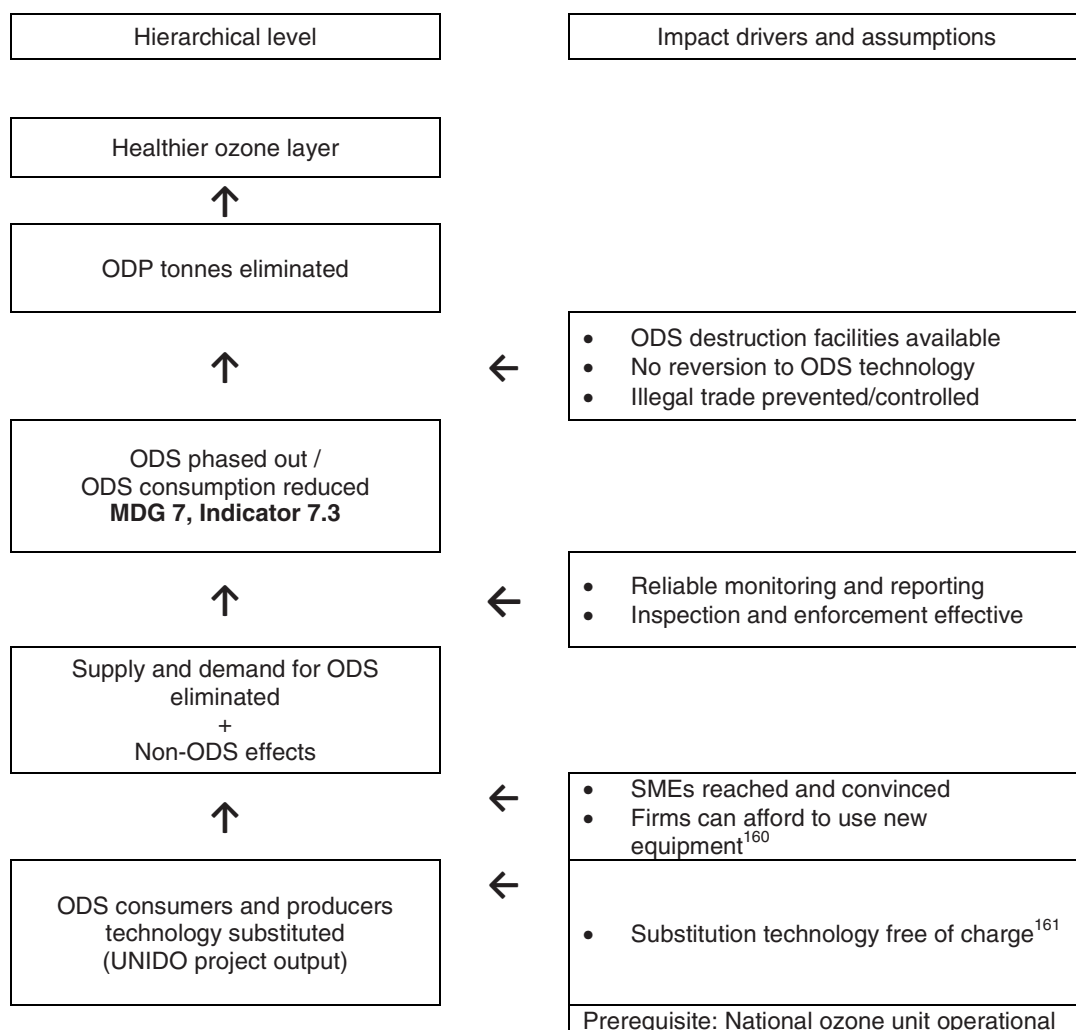 Hierarchical level
Impact drivers and assumptions
Healthier ozone layer
↑
ODP tonnes eliminated
↑
←
• ODS destruction facilities available
• No reversion to ODS technology
• Illegal trade prevented/controlled
ODS phased out /
ODS consumption reduced
MDG 7, Indicator 7.3
↑
←
• Reliable monitoring and reporting
• Inspection and enforcement effective
Supply and demand for ODS
eliminated
+
Non-ODS effects
↑
←
• SMEs reached and convinced
• Firms can afford to use new
equipment160
ODS consumers and producers
technology substituted
(UNIDO project output)
←
• Substitution technology free of charge161
Prerequisite: National ozone unit operational